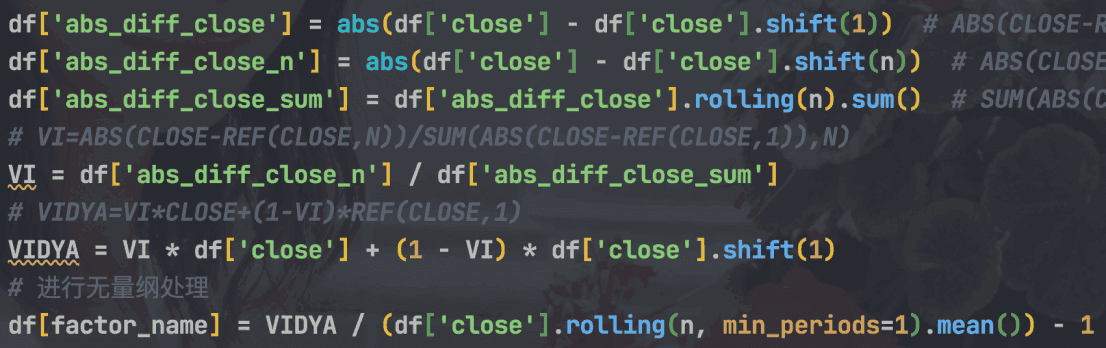 df['abs_diff_close'] = abs(df['close'] - df['close'].shift(1))  # ABS(CLOSE-R
df['abs_diff_close_n'] = abs(df['close'] - df['close'].shift(n))  # ABS(CLOSE
df['abs_diff_close_sum'] = df['abs_diff_close'].rolling(n).sum()  # SUM(ABS(C
# VI=ABS(CLOSE-REF(CLOSE,N))/SUM(ABS(CLOSE-REF(CLOSE,1)),N)
VI = df['abs_diff_close_n'] / df['abs_diff_close_sum']
# VIDYA=VI*CLOSE+(1-VI)*REF(CLOSE,1)
VIDYA = VI * df['close'] + (1 - VI) * df['close'].shift(1)
# 进行无量纲处理
df[factor_name] = VIDYA / (df['close'].rolling(n, min_periods=1).mean()) - 1